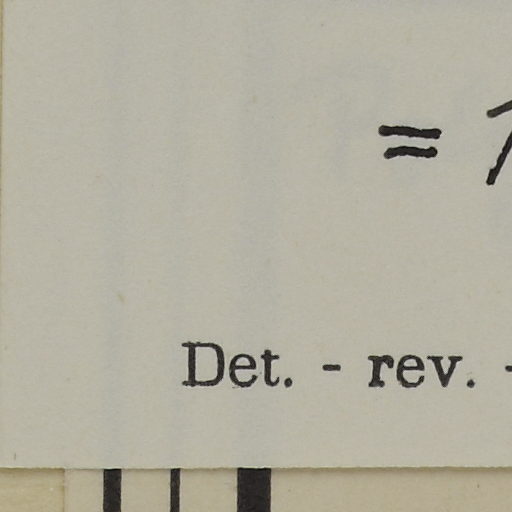 =
Det. - rev. -